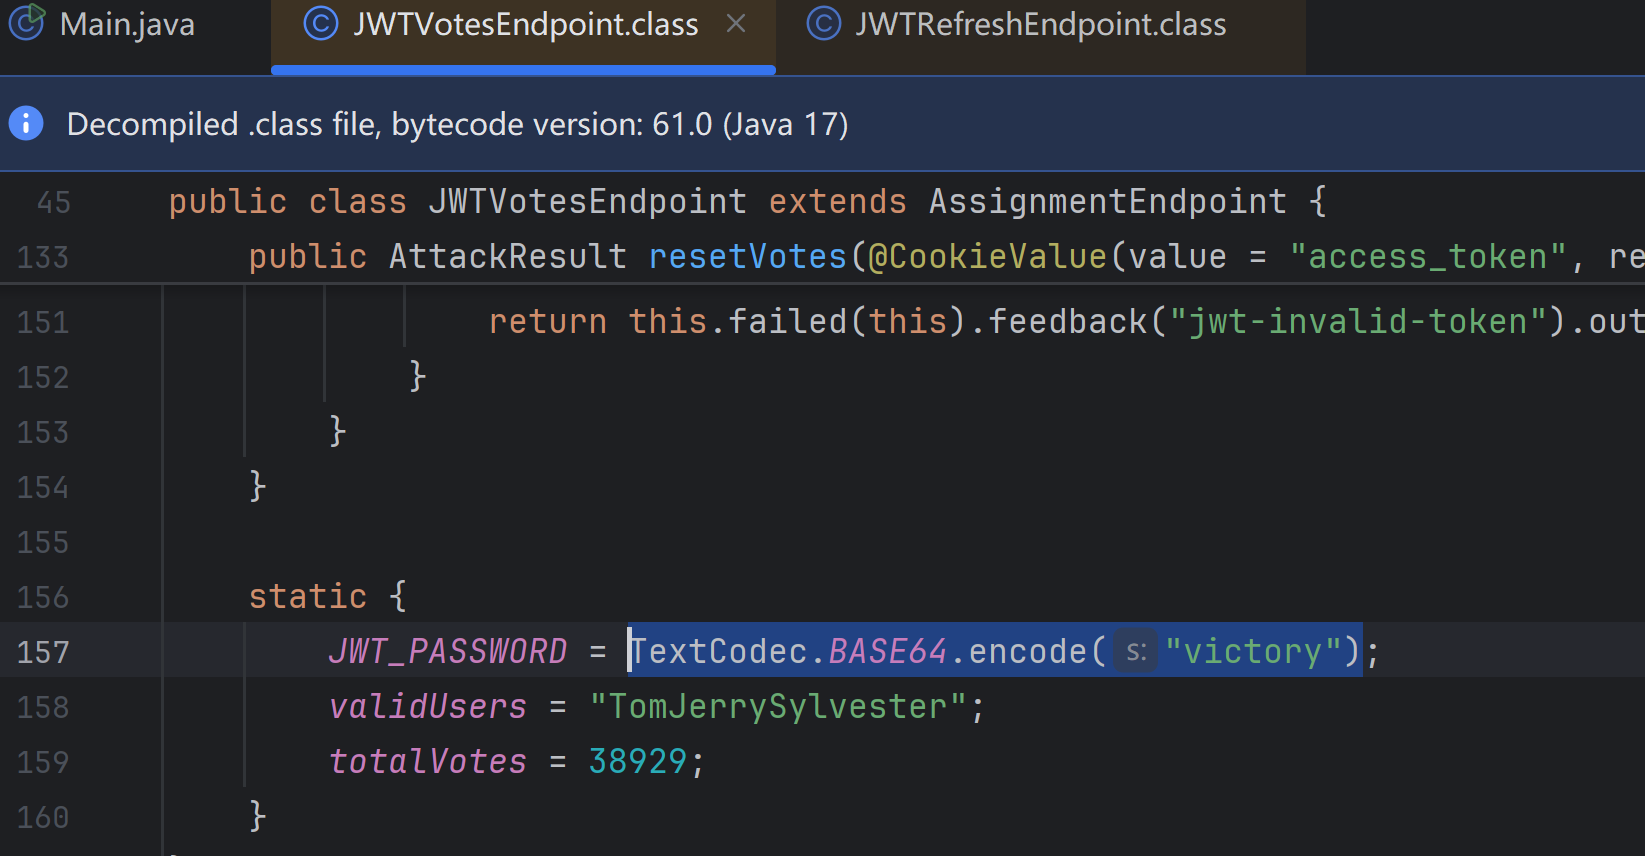 Main.java JWTVotesEndpoint.class JWTRefreshEndpoint.class
Decompiled .class file, bytecode version: 61.0 (Java 17)
45 public class JWTVotesEndpoint extends AssignmentEndpoint {
133 public AttackResult resetVotes(@CookieValue(value = "access_token", re
151 return this.failed(this).feedback("jwt-invalid-token").out
152 }
153 }
154 }
155
156 static {
157 JWT_PASSWORD = TextCodec.BASE64.encode( s: "victory");
158 validUsers = "TomJerrySylvester";
159 totalVotes = 38929;
160 }